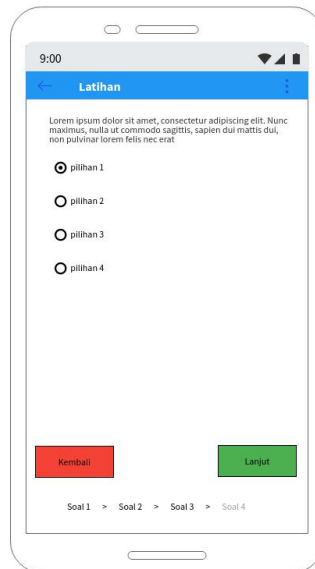 9:00
Latihan
Lorem ipsum dolor sit amet, consectetur adipiscing elit. Nunc
maximus, nulla ut commodo sagittis, sapien dui mattis dui,
non pulvinar lorem felis nec erat
pilihan 1
pilihan 2
pilihan 3
pilihan 4
Kembali Lanjut
Soal 1 > Soal 2 > Soal 3 > Soal 4